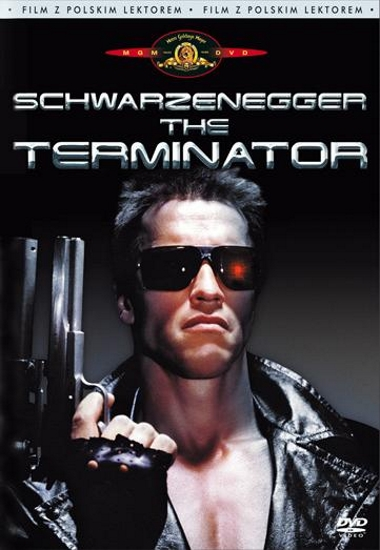 • FILM Z POLSKIM LEKTOREM • FILM Z POLSKIM LEKTOREM •
MGM DVD
SCHWARZENEGGER
THE
TERMINATOR
DVD
VIDEO